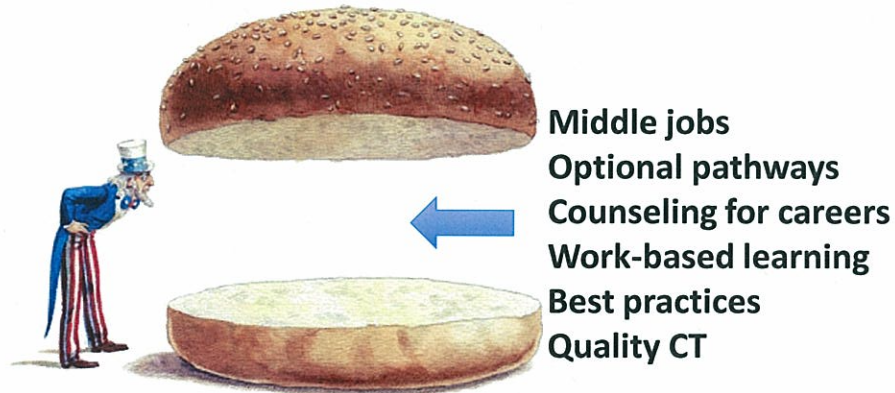 Middle jobs
Optional pathways
Counseling for careers
Work-based learning
Best practices
Quality CT